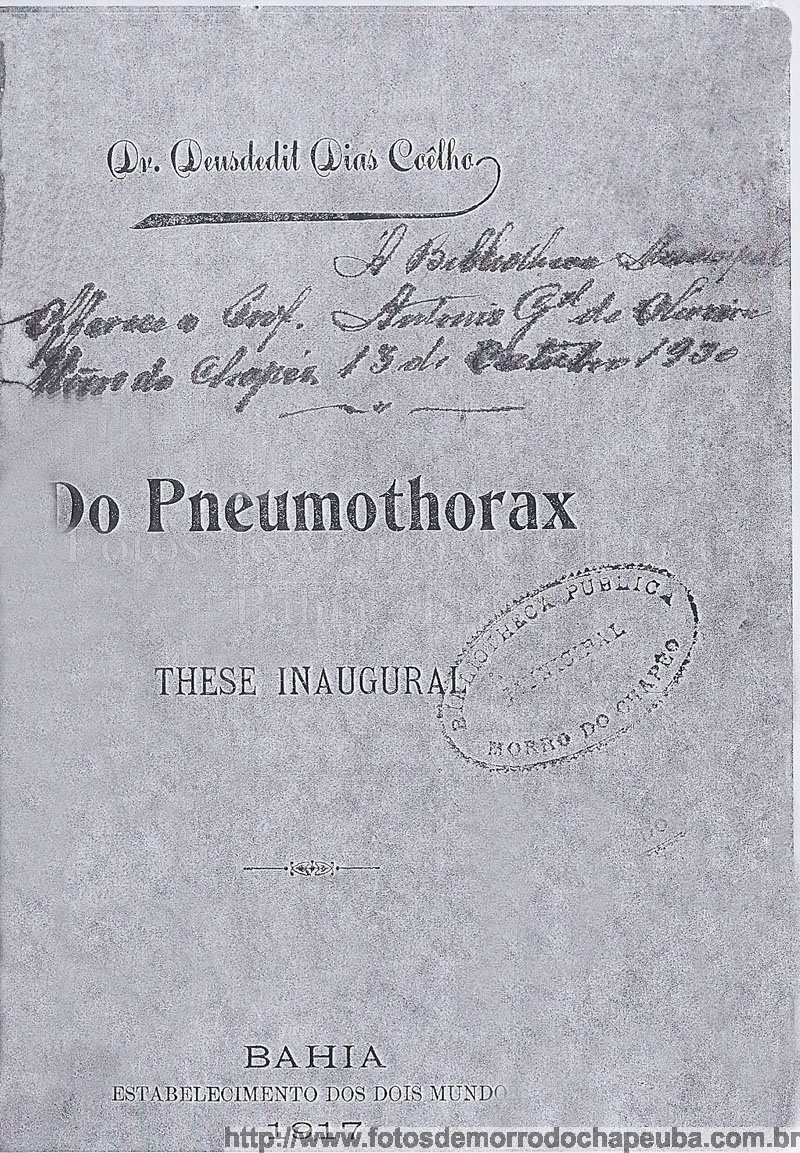 Dr. Deusdedit Dias Coêlho
Á Bibliotheca Municipal
Offerece o Prof. Antonio Gel. de Oliveira
Morro do Chapéo, 13 de Outubro 1930
Do Pneumothorax
THESE INAUGURAL
BIBLIOTHECA PUBLICA
MUNICIPAL
MORRO DO CHAPÉO
BAHIA
ESTABELECIMENTO DOS DOIS MUNDO
1917
http://www.fotosdemorrodochapeuba.com.br